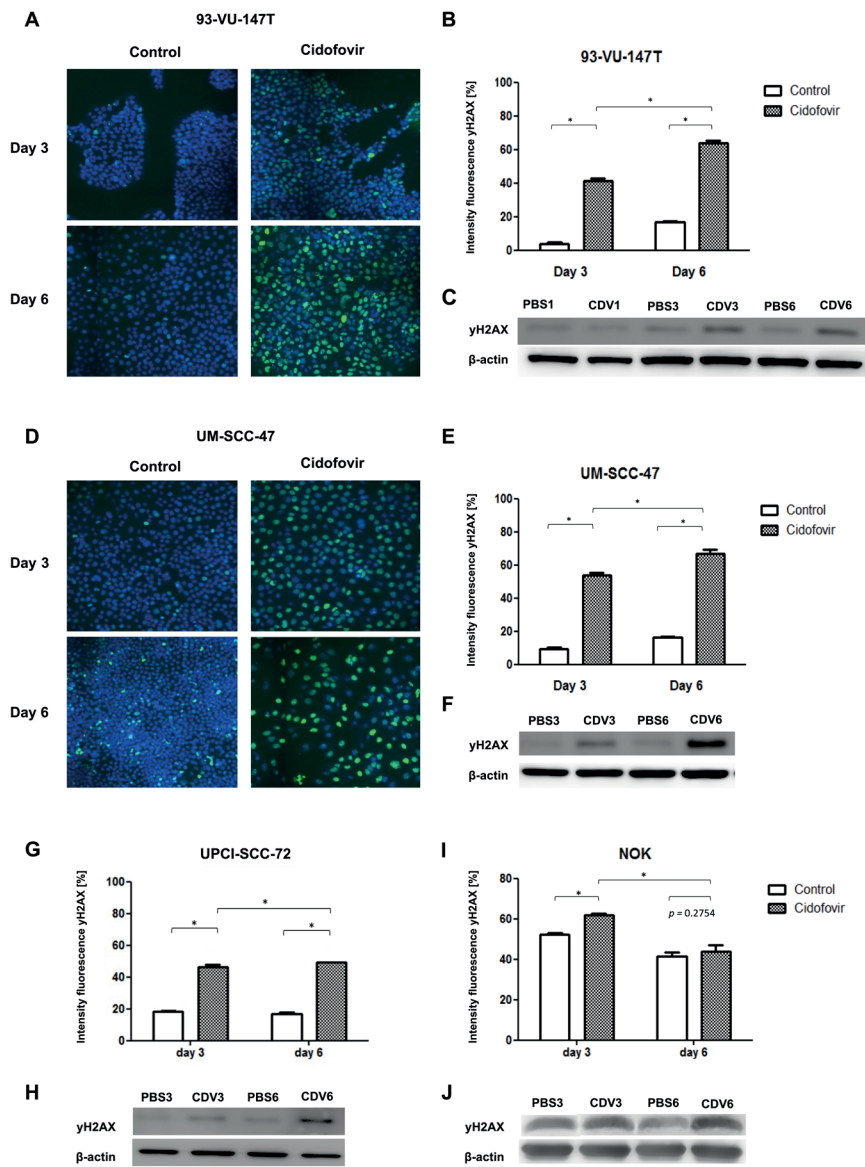 A
93-VU-147T
Control
Cidofovir
Day 3
Day 6
B
93-VU-147T
Intensity fluorescence yH2AX [%]
100
80
60
40
20
0
*
*
*
Day 3
Day 6
Control
Cidofovir
C
PBS1
CDV1
PBS3
CDV3
PBS6
CDV6
yH2AX
β-actin
D
UM-SCC-47
Control
Cidofovir
Day 3
Day 6
E
UM-SCC-47
Intensity fluorescence yH2AX [%]
100
80
60
40
20
0
*
*
*
Day 3
Day 6
Control
Cidofovir
F
PBS3
CDV3
PBS6
CDV6
yH2AX
β-actin
G
UPCI-SCC-72
Intensity fluorescence yH2AX [%]
100
80
60
40
20
0
*
*
*
day 3
day 6
H
PBS3
CDV3
PBS6
CDV6
yH2AX
β-actin
I
NOK
Intensity fluorescence yH2AX [%]
80
60
40
20
0
*
*
p = 0.2754
day 3
day 6
Control
Cidofovir
J
PBS3
CDV3
PBS6
CDV6
yH2AX
β-actin